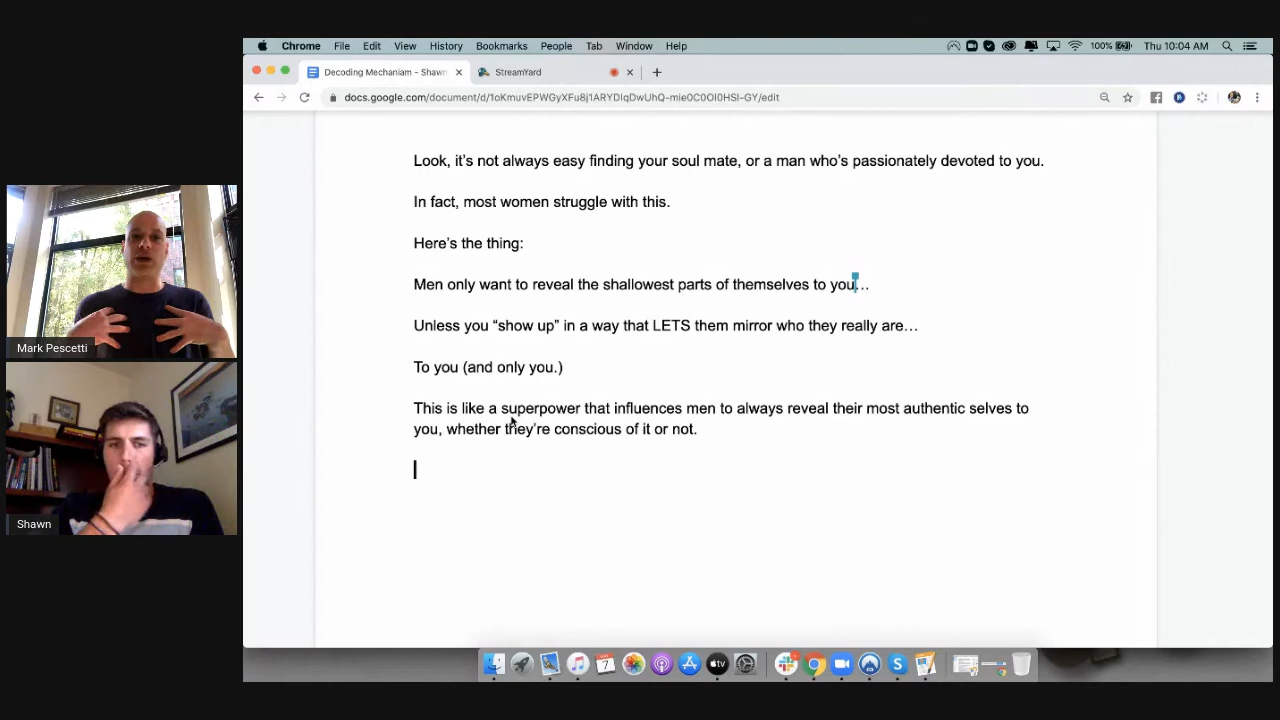 Chrome File Edit View History Bookmarks People Tab Window Help 100% Thu 10:04 AM
Decoding Mechaniam - Shawn StreamYard
docs.google.com/document/d/1oKmuvEPWGyXFu8j1ARYDIqDwUhQ-mie0C0OI0HSI-GY/edit
Look, it's not always easy finding your soul mate, or a man who's passionately devoted to you.
In fact, most women struggle with this.
Here's the thing:
Men only want to reveal the shallowest parts of themselves to you…
Unless you “show up” in a way that LETS them mirror who they really are…
To you (and only you.)
This is like a superpower that influences men to always reveal their most authentic selves to
you, whether they're conscious of it or not.
Mark Pescetti
Shawn
7
tv